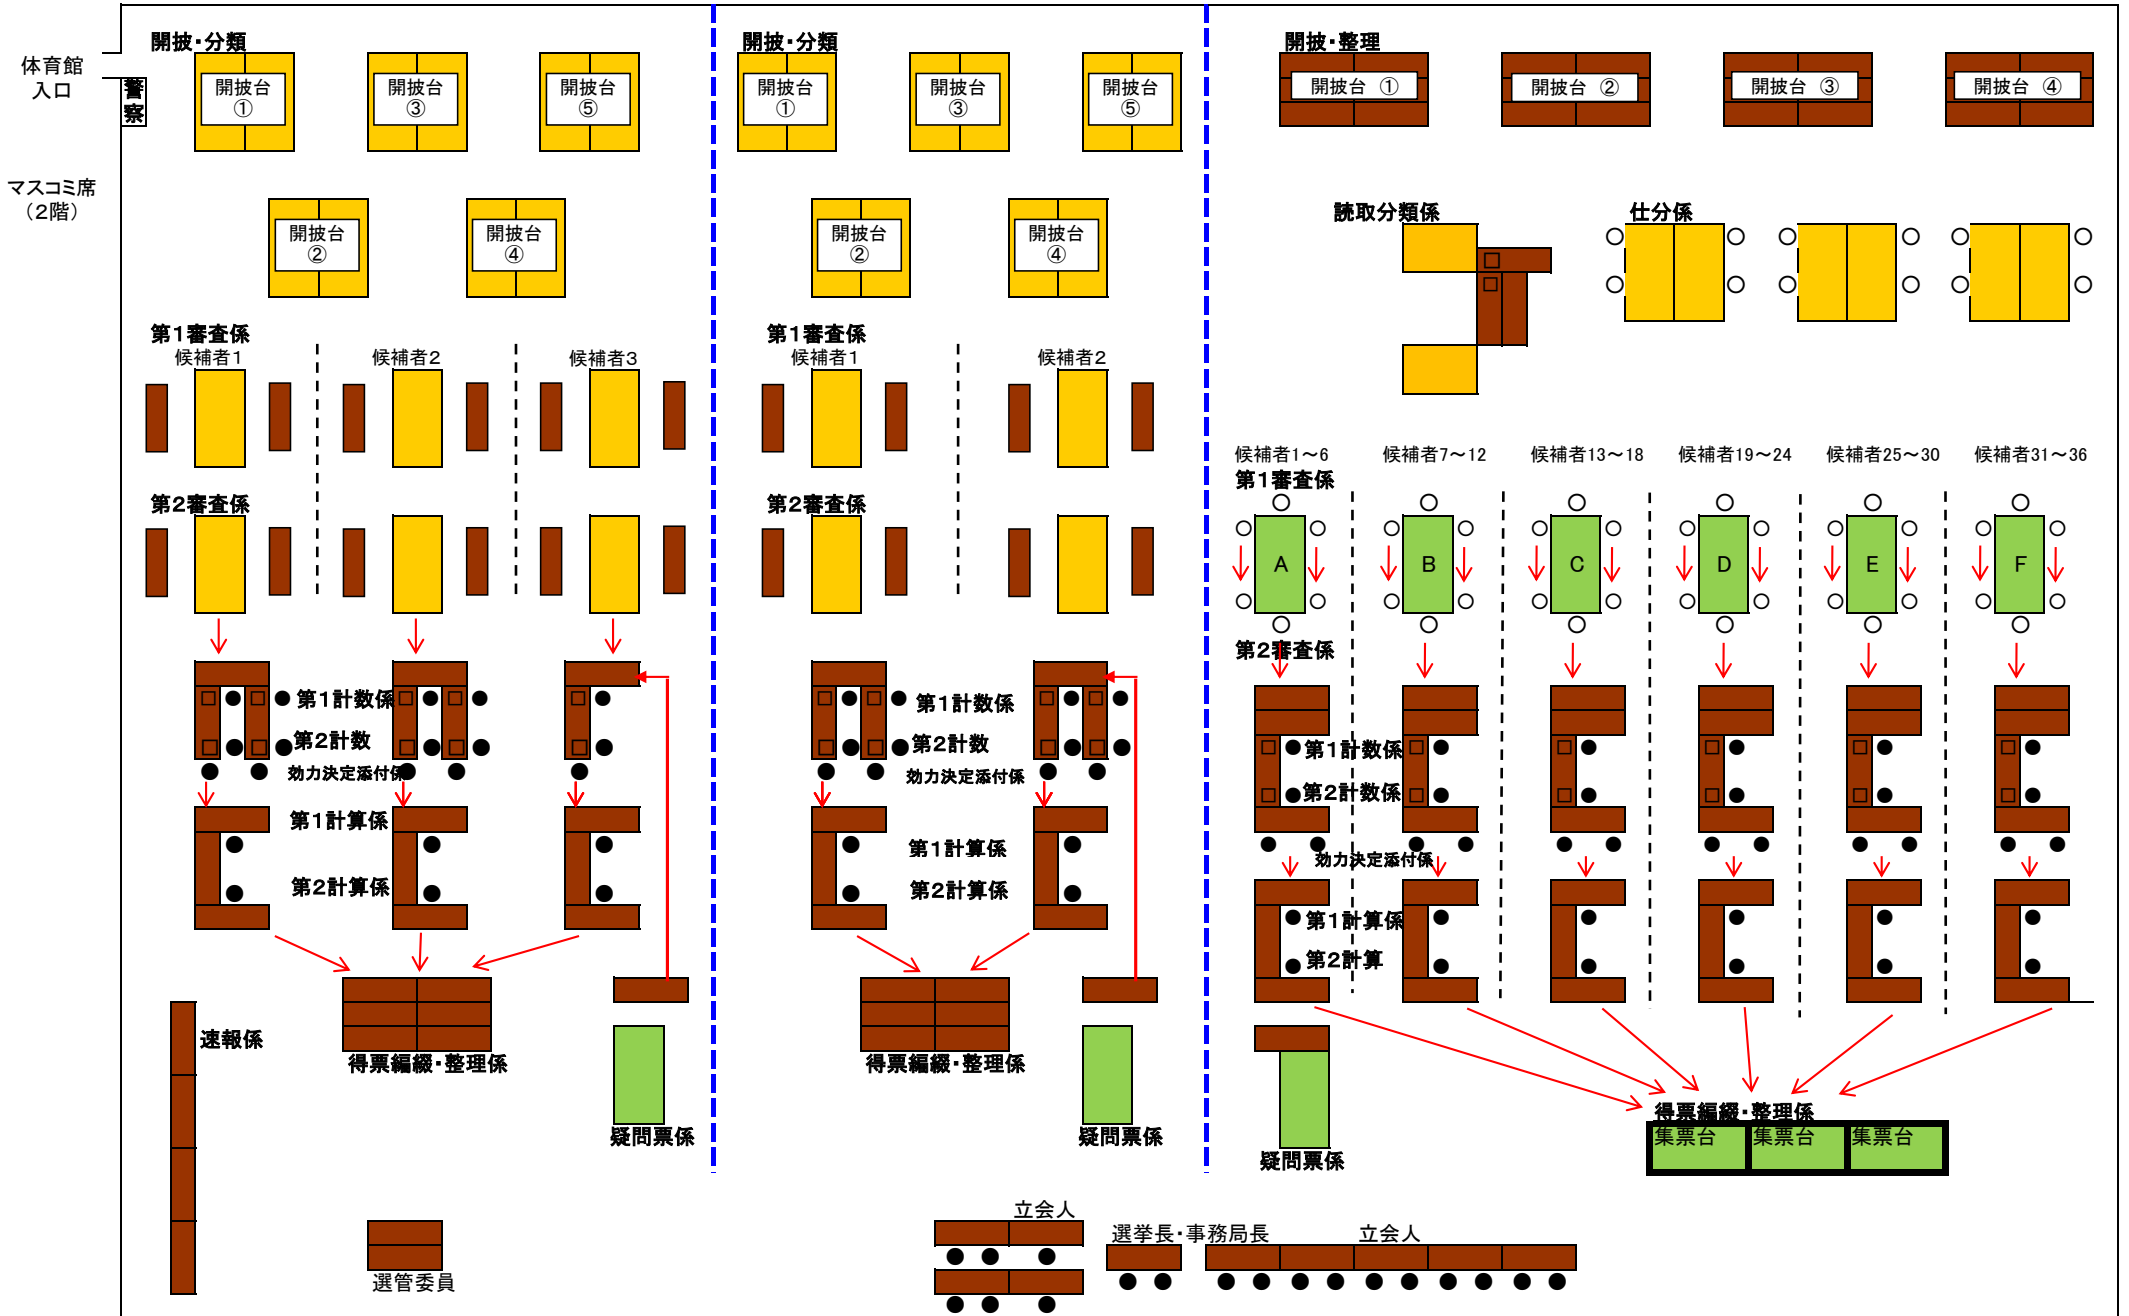 体育館
入口
警
察
マスコミ席
（２階）
開披・分類
開披台
①
開披台
③
開披台
⑤
開披台
②
開披台
④
第１審査係
候補者１
候補者２
候補者３
第２審査係
第１計数係
第２計数
効力決定添付係
第１計算係
第２計算係
得票編綴・整理係
速報係
疑問票係
選管委員
開披・分類
開披台
①
開披台
③
開披台
⑤
開披台
②
開披台
④
第１審査係
候補者１
候補者２
第２審査係
第１計数係
第２計数
効力決定添付係
第１計算係
第２計算係
得票編綴・整理係
疑問票係
開披・整理
開披台　①
開披台　②
開披台　③
開披台　④
読取分類係
仕分係
候補者1～6
候補者7～12
候補者13～18
候補者19～24
候補者25～30
候補者31～36
第１審査係
A
B
C
D
E
F
第２審査係
第１計数係
第２計数係
効力決定添付係
第１計算係
第２計算
疑問票係
得票編綴・整理係
集票台
集票台
集票台
立会人
選挙長・事務局長
立会人